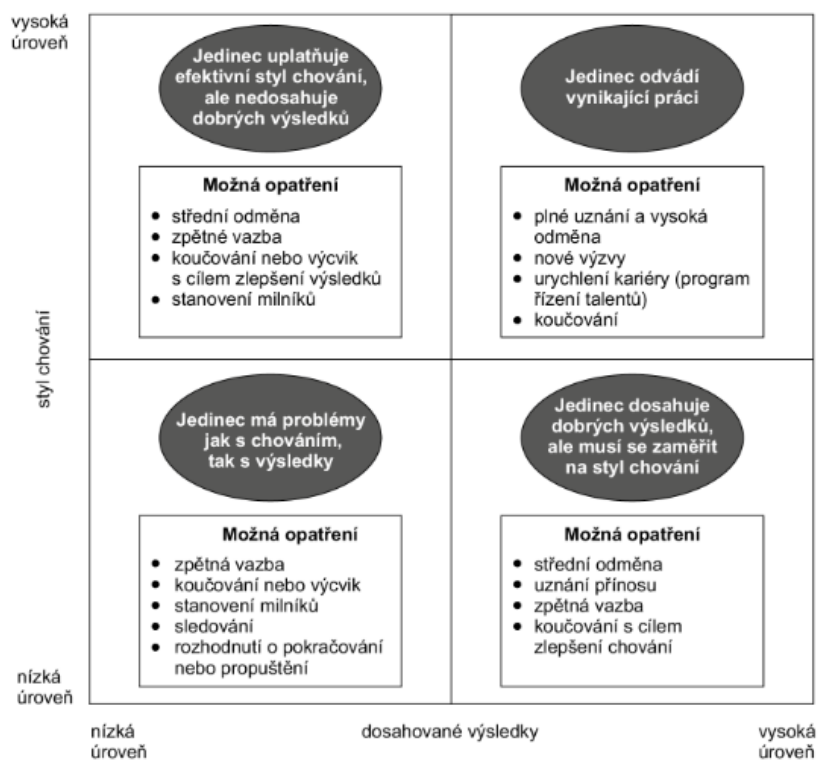 vysoká
úroveň
Jedinec uplatňuje
efektivní styl chování,
ale nedosahuje
dobrých výsledků
Možná opatření
● střední odměna
● zpětné vazba
● koučování nebo výcvik
s cílem zlepšení výsledků
● stanovení milníků
Jedinec odvádí
vynikající práci
Možná opatření
● plné uznání a vysoká
odměna
● nové výzvy
● urychlení kariéry (program
řízení talentů)
● koučování
styl chování
Jedinec má problémy
jak s chováním,
tak s výsledky
Možná opatření
● zpětná vazba
● koučování nebo výcvik
● stanovení milníků
● sledování
● rozhodnutí o pokračování
nebo propuštění
Jedinec dosahuje
dobrých výsledků,
ale musí se zaměřit
na styl chování
Možná opatření
● střední odměna
● uznání přínosu
● zpětná vazba
● koučování s cílem
zlepšení chování
nízká
úroveň
nízká
úroveň
dosahované výsledky
vysoká
úroveň